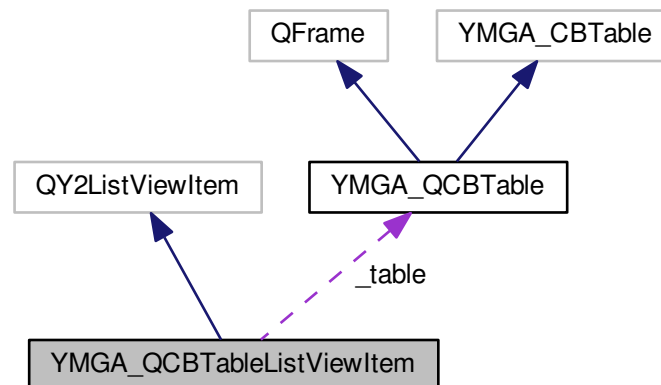 QFrame
YMGA_CBTable
QY2ListViewItem
YMGA_QCBTable
_table
YMGA_QCBTableListViewItem